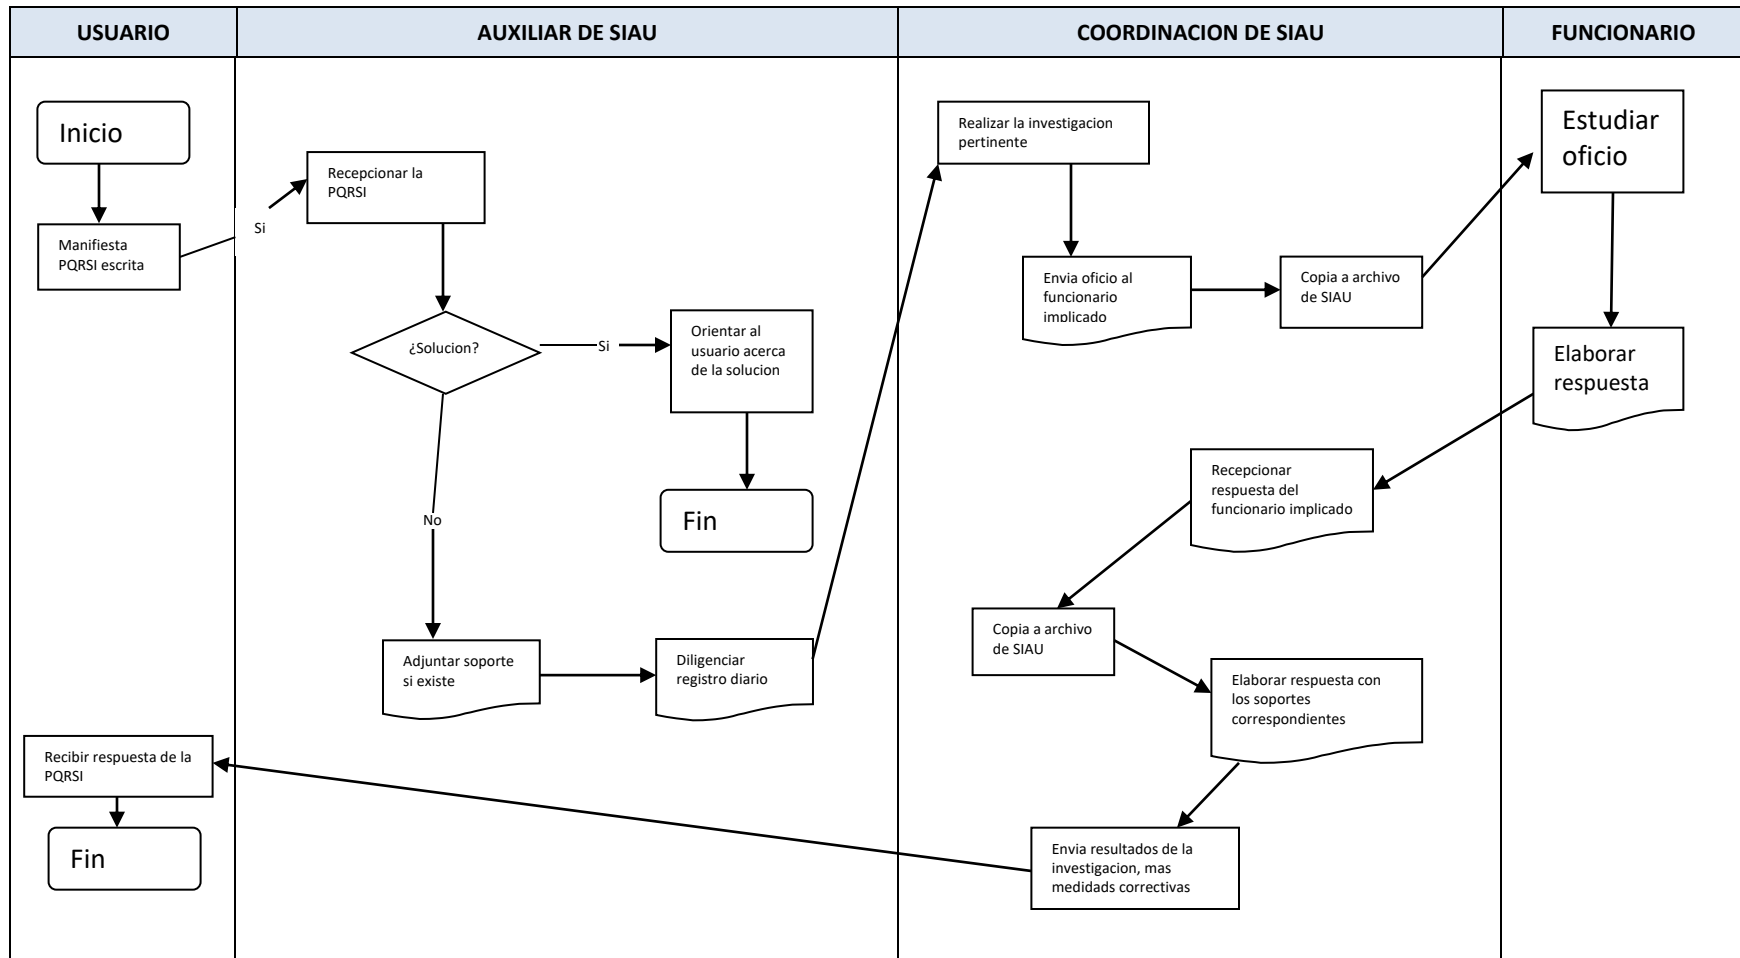 USUARIO
AUXILIAR DE SIAU
COORDINACION DE SIAU
FUNCIONARIO
Inicio
Manifiesta
PQRSI escrita
Si
Recepcionar la
PQRSI
¿Solucion?
Si
Orientar al
usuario acerca
de la solucion
Fin
No
Adjuntar soporte
si existe
Diligenciar
registro diario
Realizar la investigacion
pertinente
Envia oficio al
funcionario
implicado
Copia a archivo
de SIAU
Estudiar
oficio
Elaborar
respuesta
Recepcionar
respuesta del
funcionario implicado
Copia a archivo
de SIAU
Elaborar respuesta con
los soportes
correspondientes
Envia resultados de la
investigacion, mas
medidads correctivas
Recibir respuesta de la
PQRSI
Fin